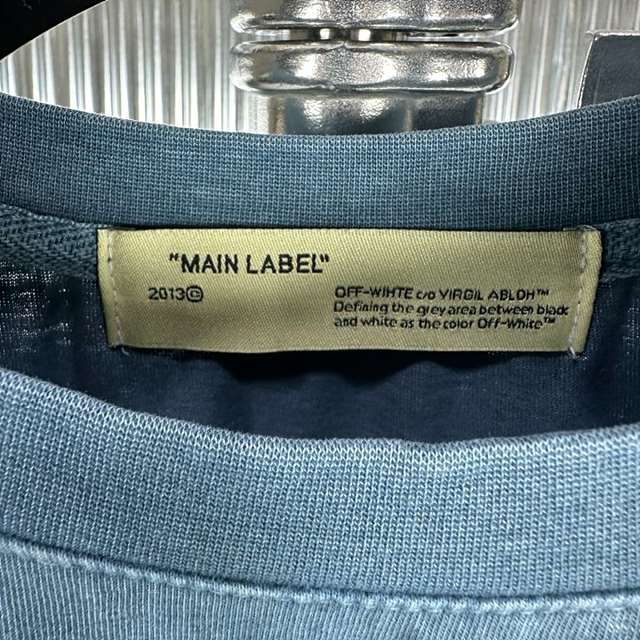 "MAIN LABEL"
2013©
OFF-WIHTE c/o VIRGIL ABLOH™
Defining the grey area between black
and white as the color Off-White™